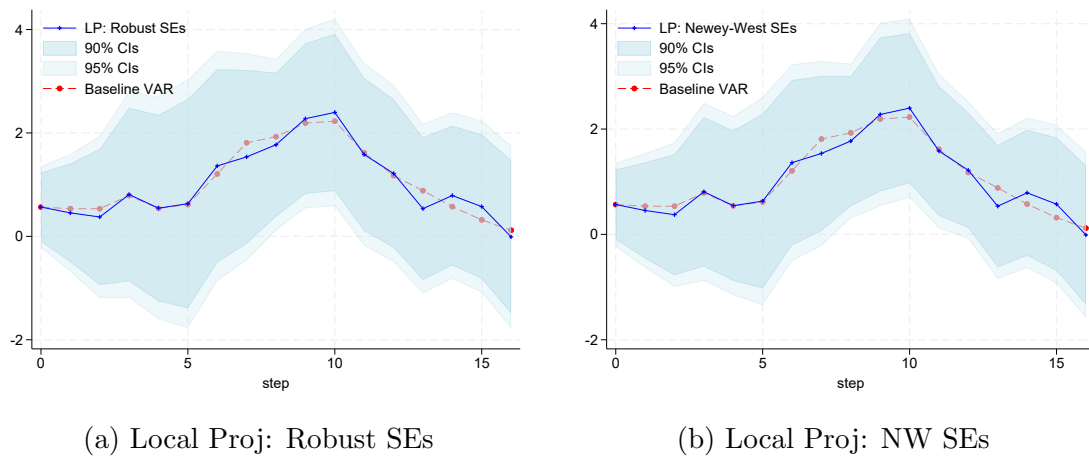 4
2
0
-2
LP: Robust SEs
90% CIs
95% CIs
Baseline VAR
0
5
10
15
step
(a) Local Proj: Robust SEs
4
2
0
-2
LP: Newey-West SEs
90% CIs
95% CIs
Baseline VAR
0
5
10
15
step
(b) Local Proj: NW SEs